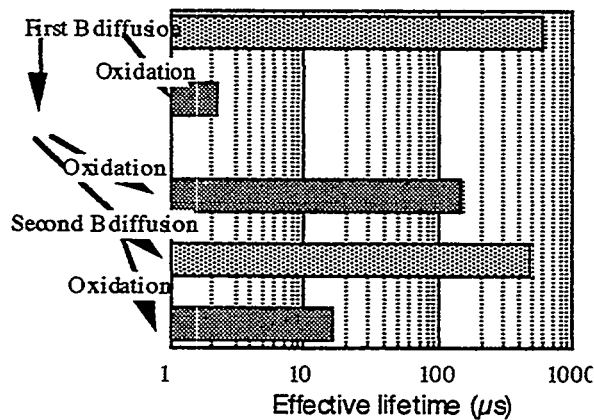 First B diffusion
Oxidation
Oxidation
Second B diffusion
Oxidation
1 10 100 1000
Effective lifetime (µs)